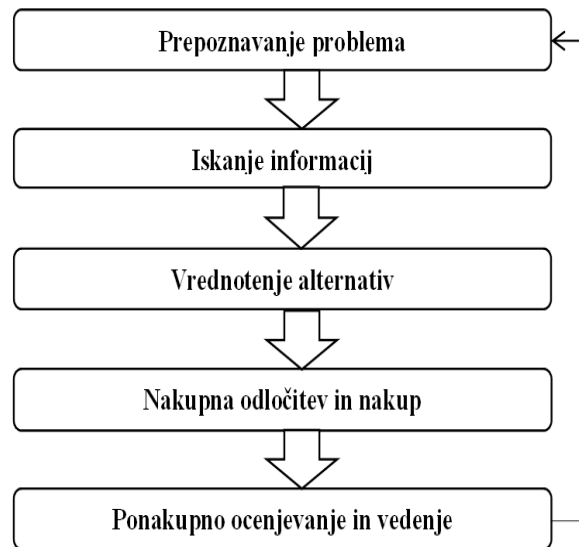 Prepoznavanje problema
Iskanje informacij
Vrednotenje alternativ
Nakupna odločitev in nakup
Ponakupno ocenjevanje in vedenje